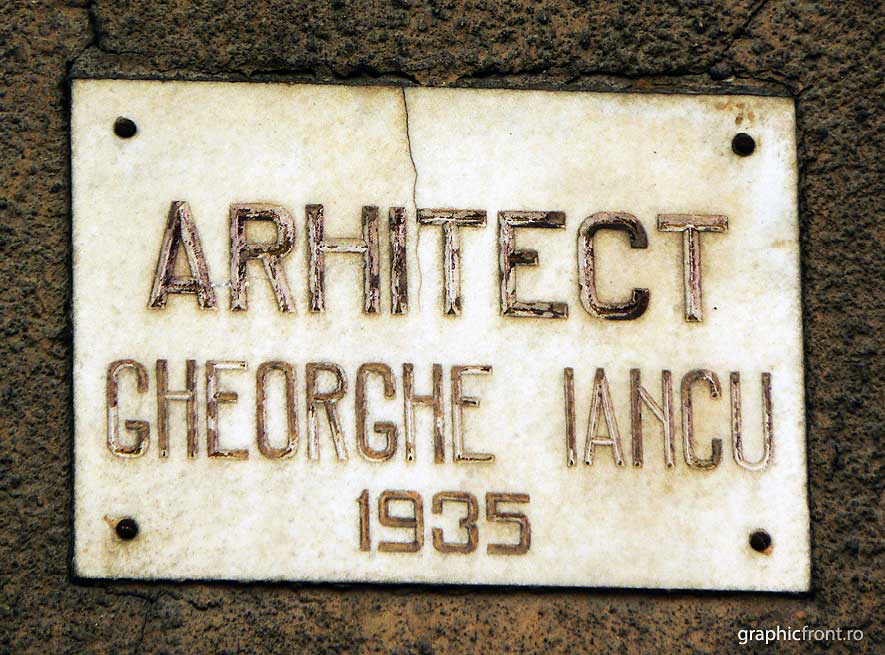 ARHITECT
GHEORGHE IANCU
1935
graphicfront.ro